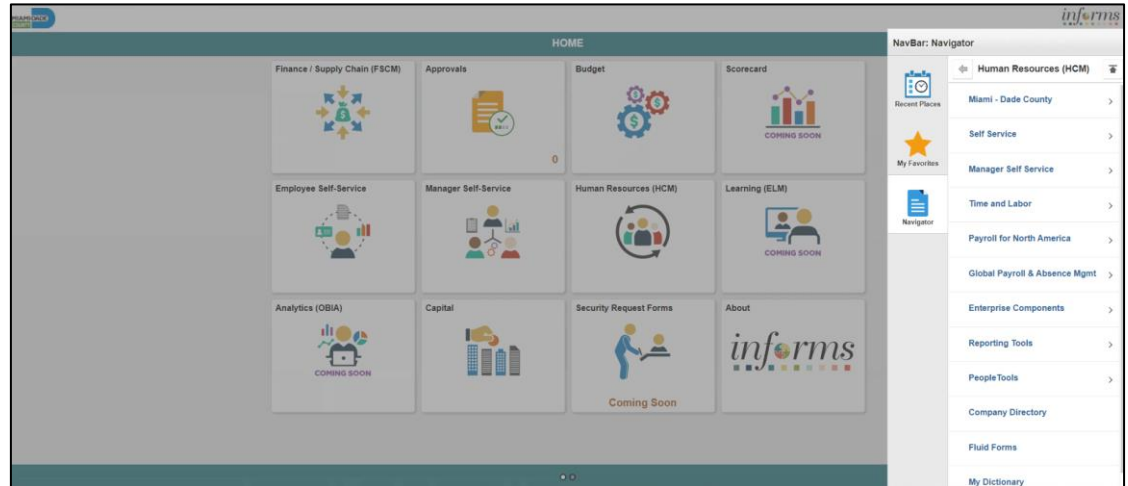 MIAMI-DADE
COUNTY
informs
HOME
NavBar: Navigator
Finance / Supply Chain (FSCM)
Approvals
0
Budget
Scorecard
COMING SOON
Employee Self-Service
Manager Self-Service
Human Resources (HCM)
Learning (ELM)
COMING SOON
Analytics (OBIA)
COMING SOON
Capital
Security Request Forms
Coming Soon
About
informs
Recent Places
My Favorites
Navigator
Human Resources (HCM)
Miami - Dade County
Self Service
Manager Self Service
Time and Labor
Payroll for North America
Global Payroll & Absence Mgmt
Enterprise Components
Reporting Tools
PeopleTools
Company Directory
Fluid Forms
My Dictionary